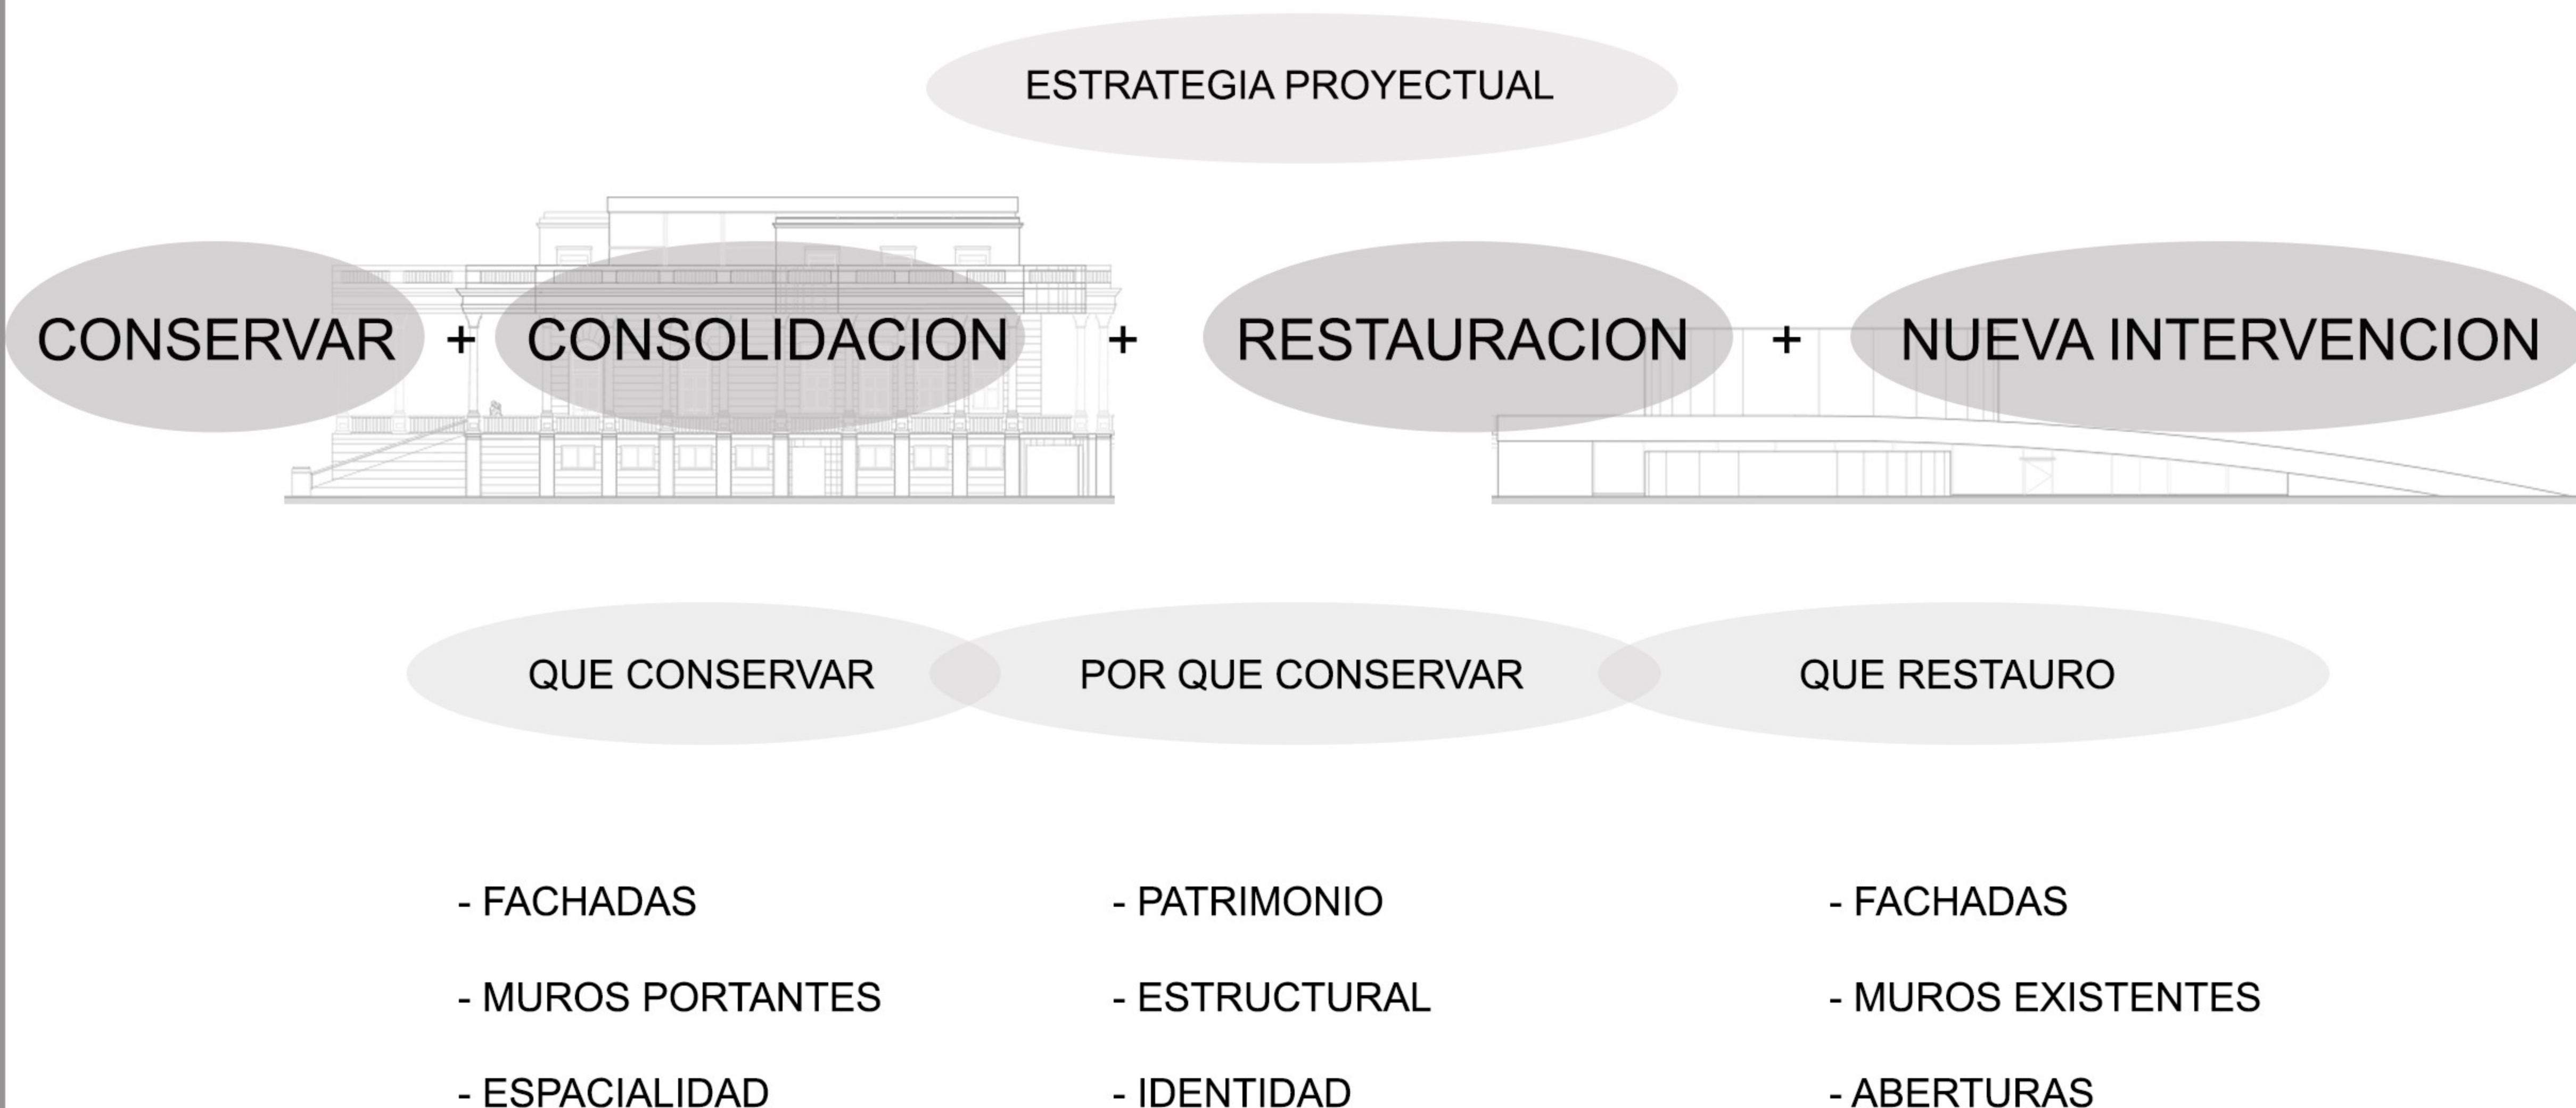 ESTRATEGIA PROYECTUAL
CONSERVAR + CONSOLIDACION + RESTAURACION + NUEVA INTERVENCION
QUE CONSERVAR
POR QUE CONSERVAR
QUE RESTAURO
- FACHADAS
- MUROS PORTANTES
- ESPACIALIDAD
- PATRIMONIO
- ESTRUCTURAL
- IDENTIDAD
- FACHADAS
- MUROS EXISTENTES
- ABERTURAS